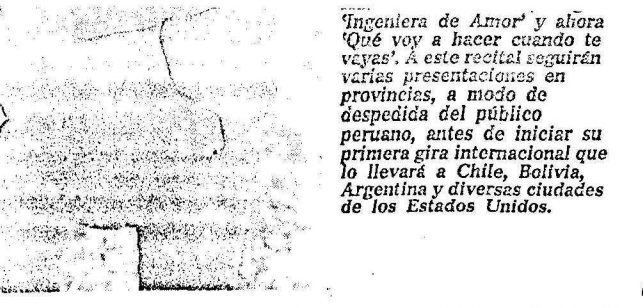 'Ingeniera de Amor' y ahora
'Qué voy a hacer cuando te
vayas'. A este recital seguirán
varias presentaciones en
provincias, a modo de
despedida del público
peruano, antes de iniciar su
primera gira internacional que
lo llevará a Chile, Bolivia,
Argentina y diversas ciudades
de los Estados Unidos.